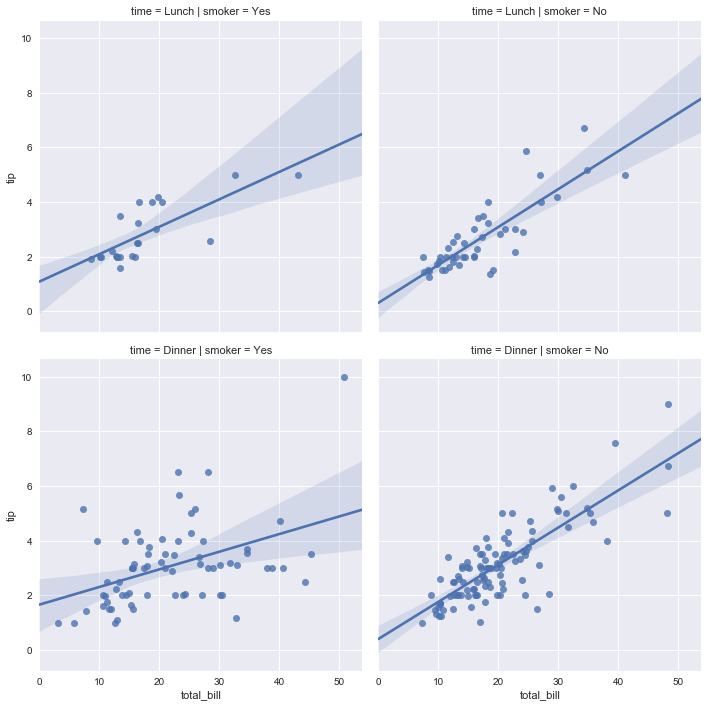 time = Lunch | smoker = Yes
time = Lunch | smoker = No
10
8
6
4
2
0
tip
time = Dinner | smoker = Yes
time = Dinner | smoker = No
10
8
6
4
2
0
tip
0 10 20 30 40 50
0 10 20 30 40 50
total_bill
total_bill